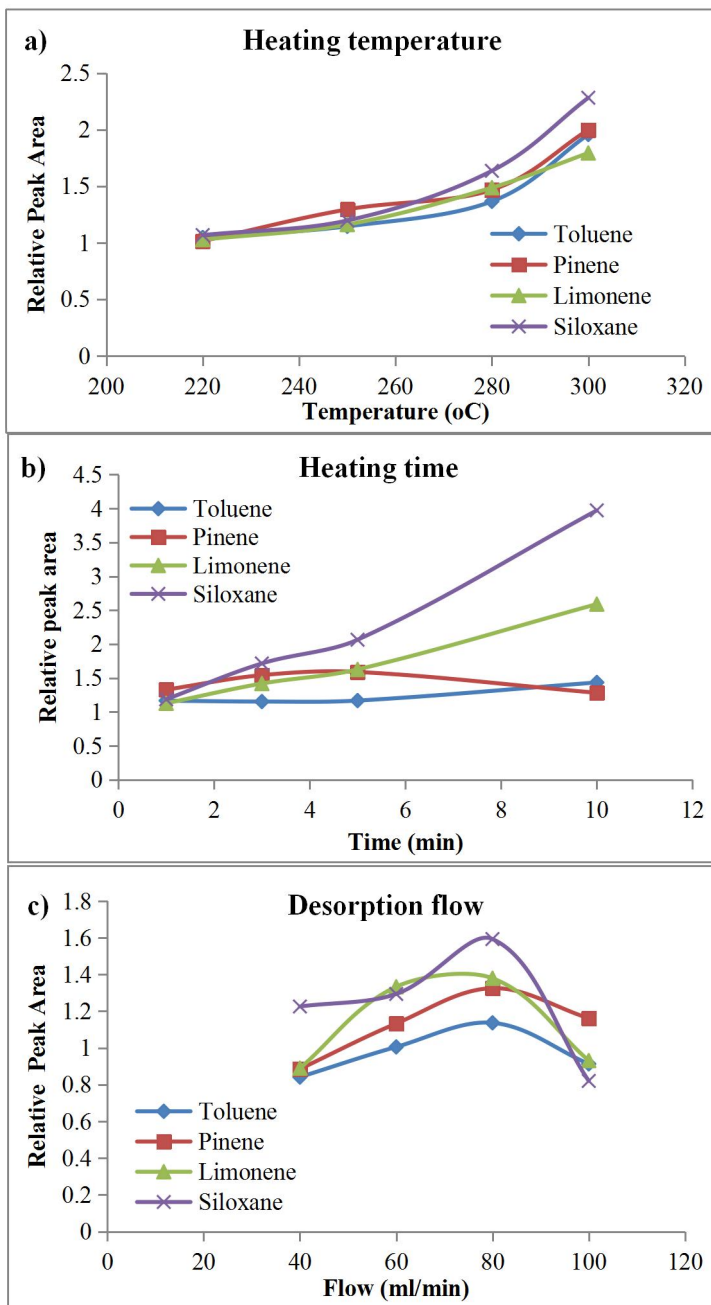 a)
Heating temperature
Relative Peak Area
2.5
2
1.5
1
0.5
0
200 220 240 260 280 300 320
Temperature (oC)
Toluene
Pinene
Limonene
Siloxane
b)
Heating time
Relative peak area
4.5
4
3.5
3
2.5
2
1.5
1
0.5
0
0 2 4 6 8 10 12
Time (min)
Toluene
Pinene
Limonene
Siloxane
c)
Desorption flow
Relative Peak Area
1.8
1.6
1.4
1.2
1
0.8
0.6
0.4
0.2
0
0 20 40 60 80 100 120
Flow (ml/min)
Toluene
Pinene
Limonene
Siloxane